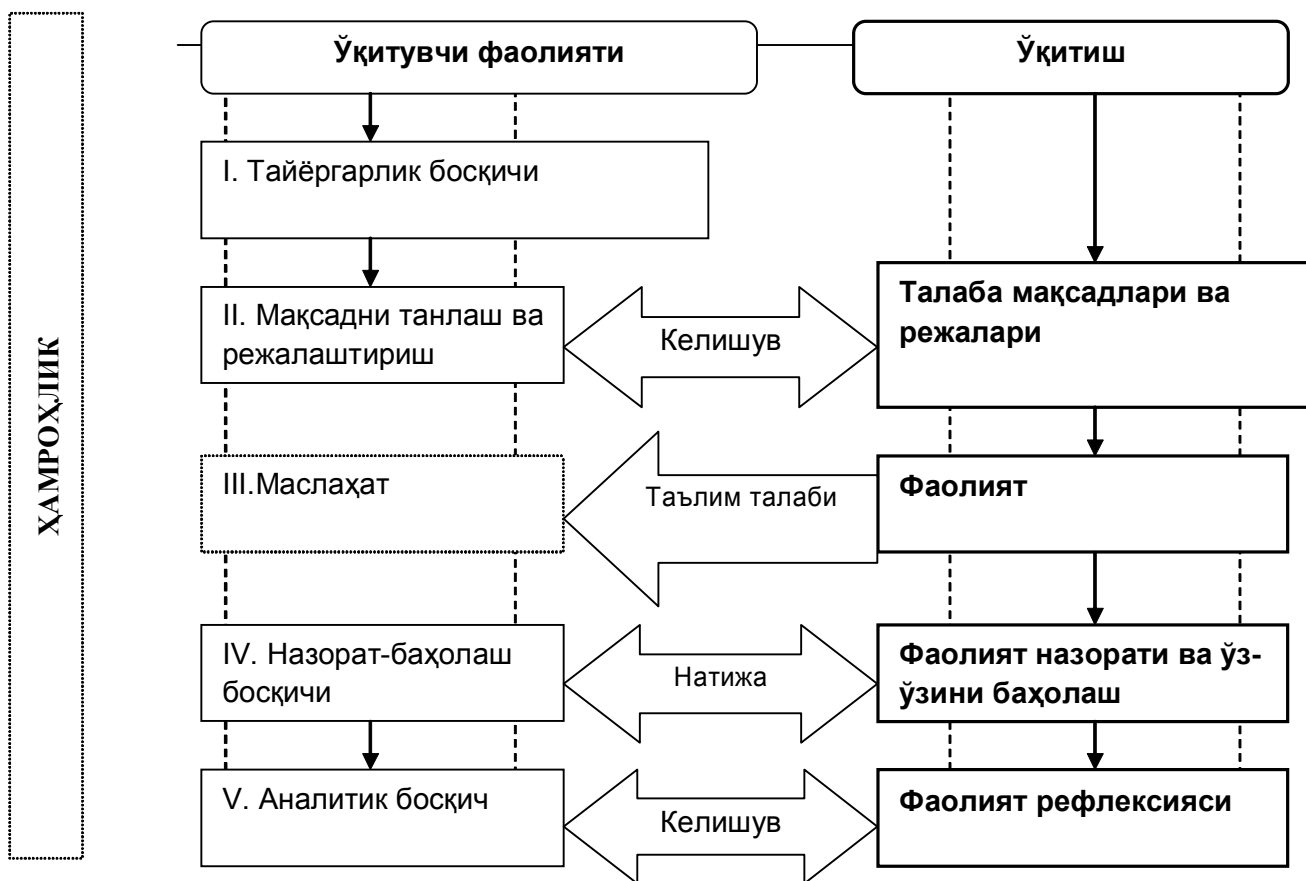 ҲАМРОҲЛИК
Ўқитувчи фаолияти
Ўқитиш
I. Тайёргарлик босқичи
II. Мақсадни танлаш ва
режалаштириш
Келишув
Талаба мақсадлари ва
режалари
III.Маслаҳат
Таълим талаби
Фаолият
IV. Назорат-баҳолаш
босқичи
Натижа
Фаолият назорати ва ўз-
ўзини баҳолаш
V. Аналитик босқич
Келишув
Фаолият рефлексияси